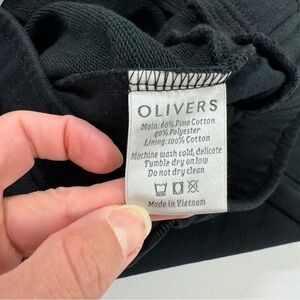 OLIVERS
Main: 60% Pima Cotton
40% Polyester
Lining: 100% Cotton
Machine wash cold, delicate
Tumble dry on low
Do not dry clean
Made in Vietnam